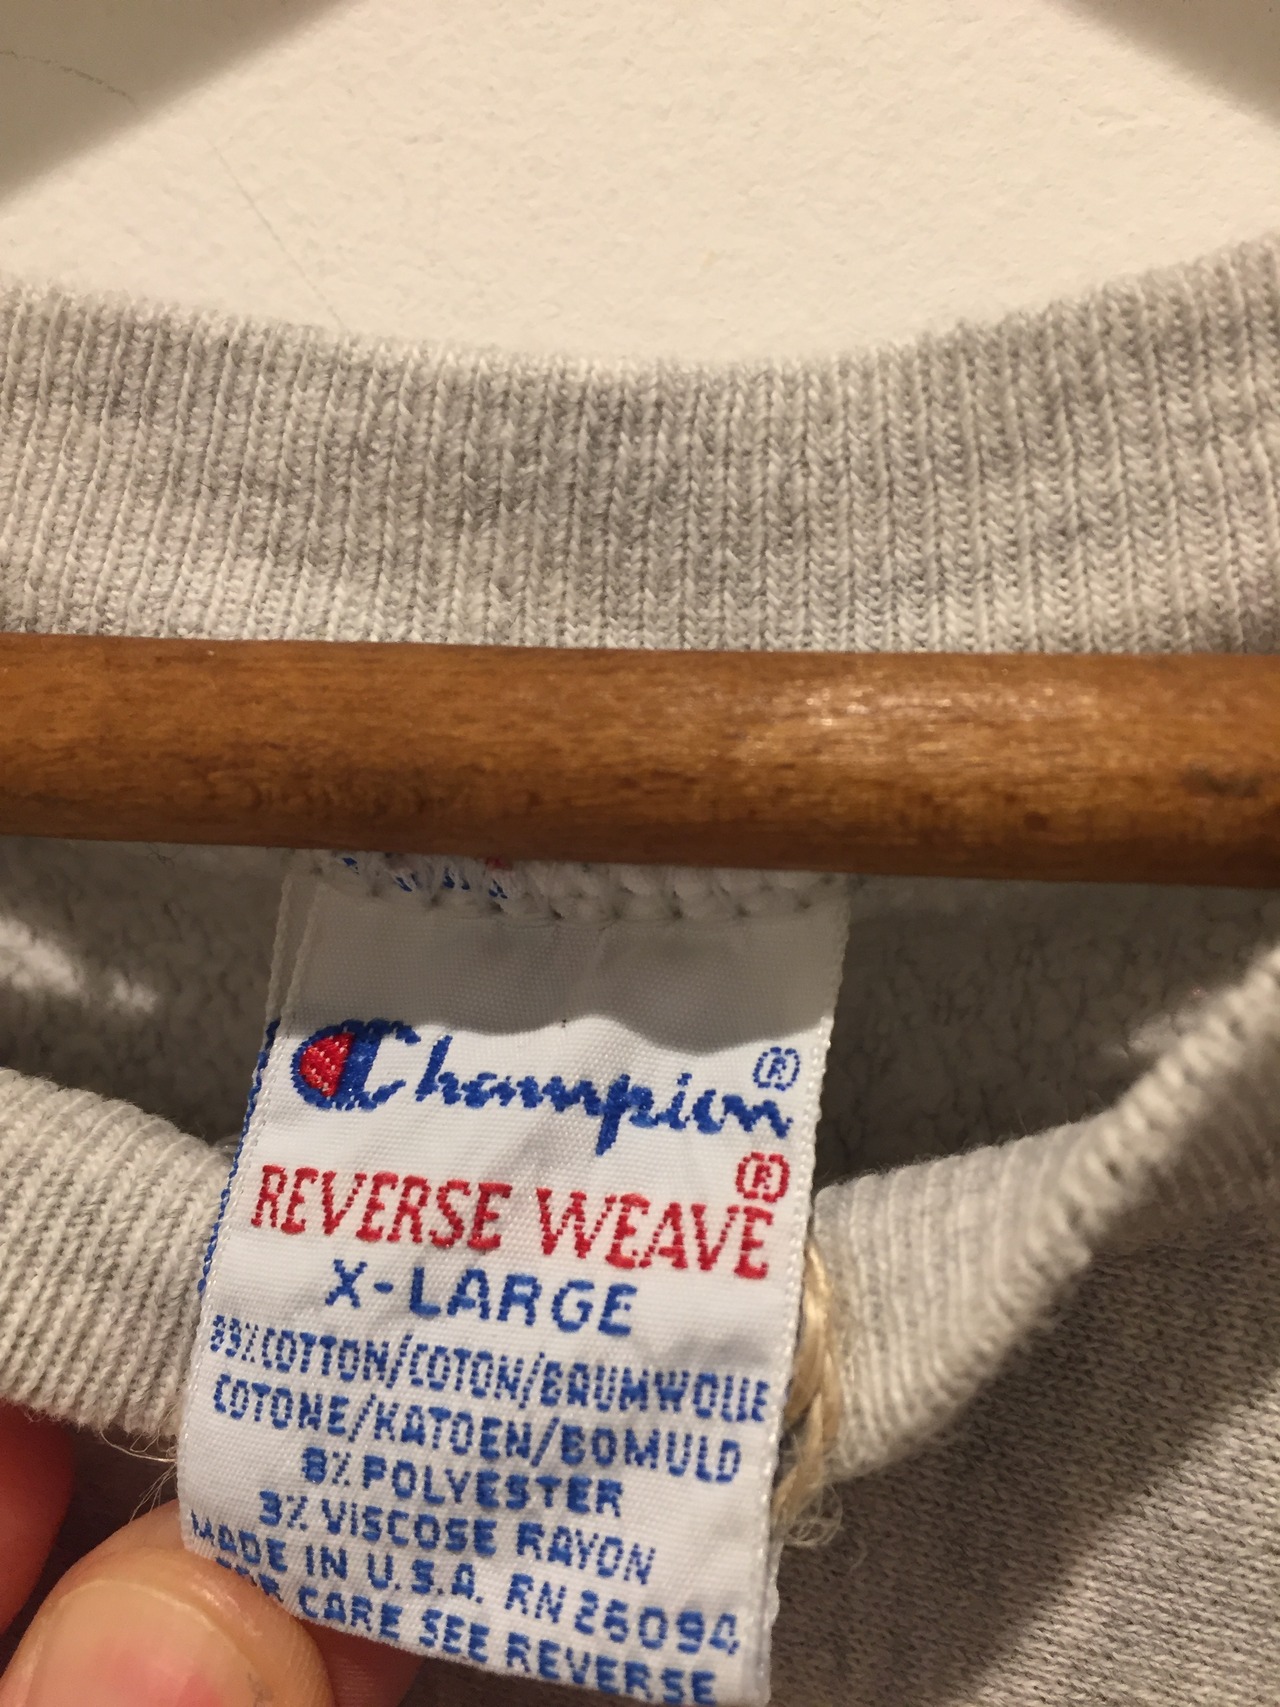 Champion®
REVERSE WEAVE®
X-LARGE
89% COTTON/COTON/BAUMWOLLE
COTONE/KATOEN/BOMULD
8% POLYESTER
3% VISCOSE RAYON
MADE IN U.S.A. RN 26094
FOR CARE SEE REVERSE